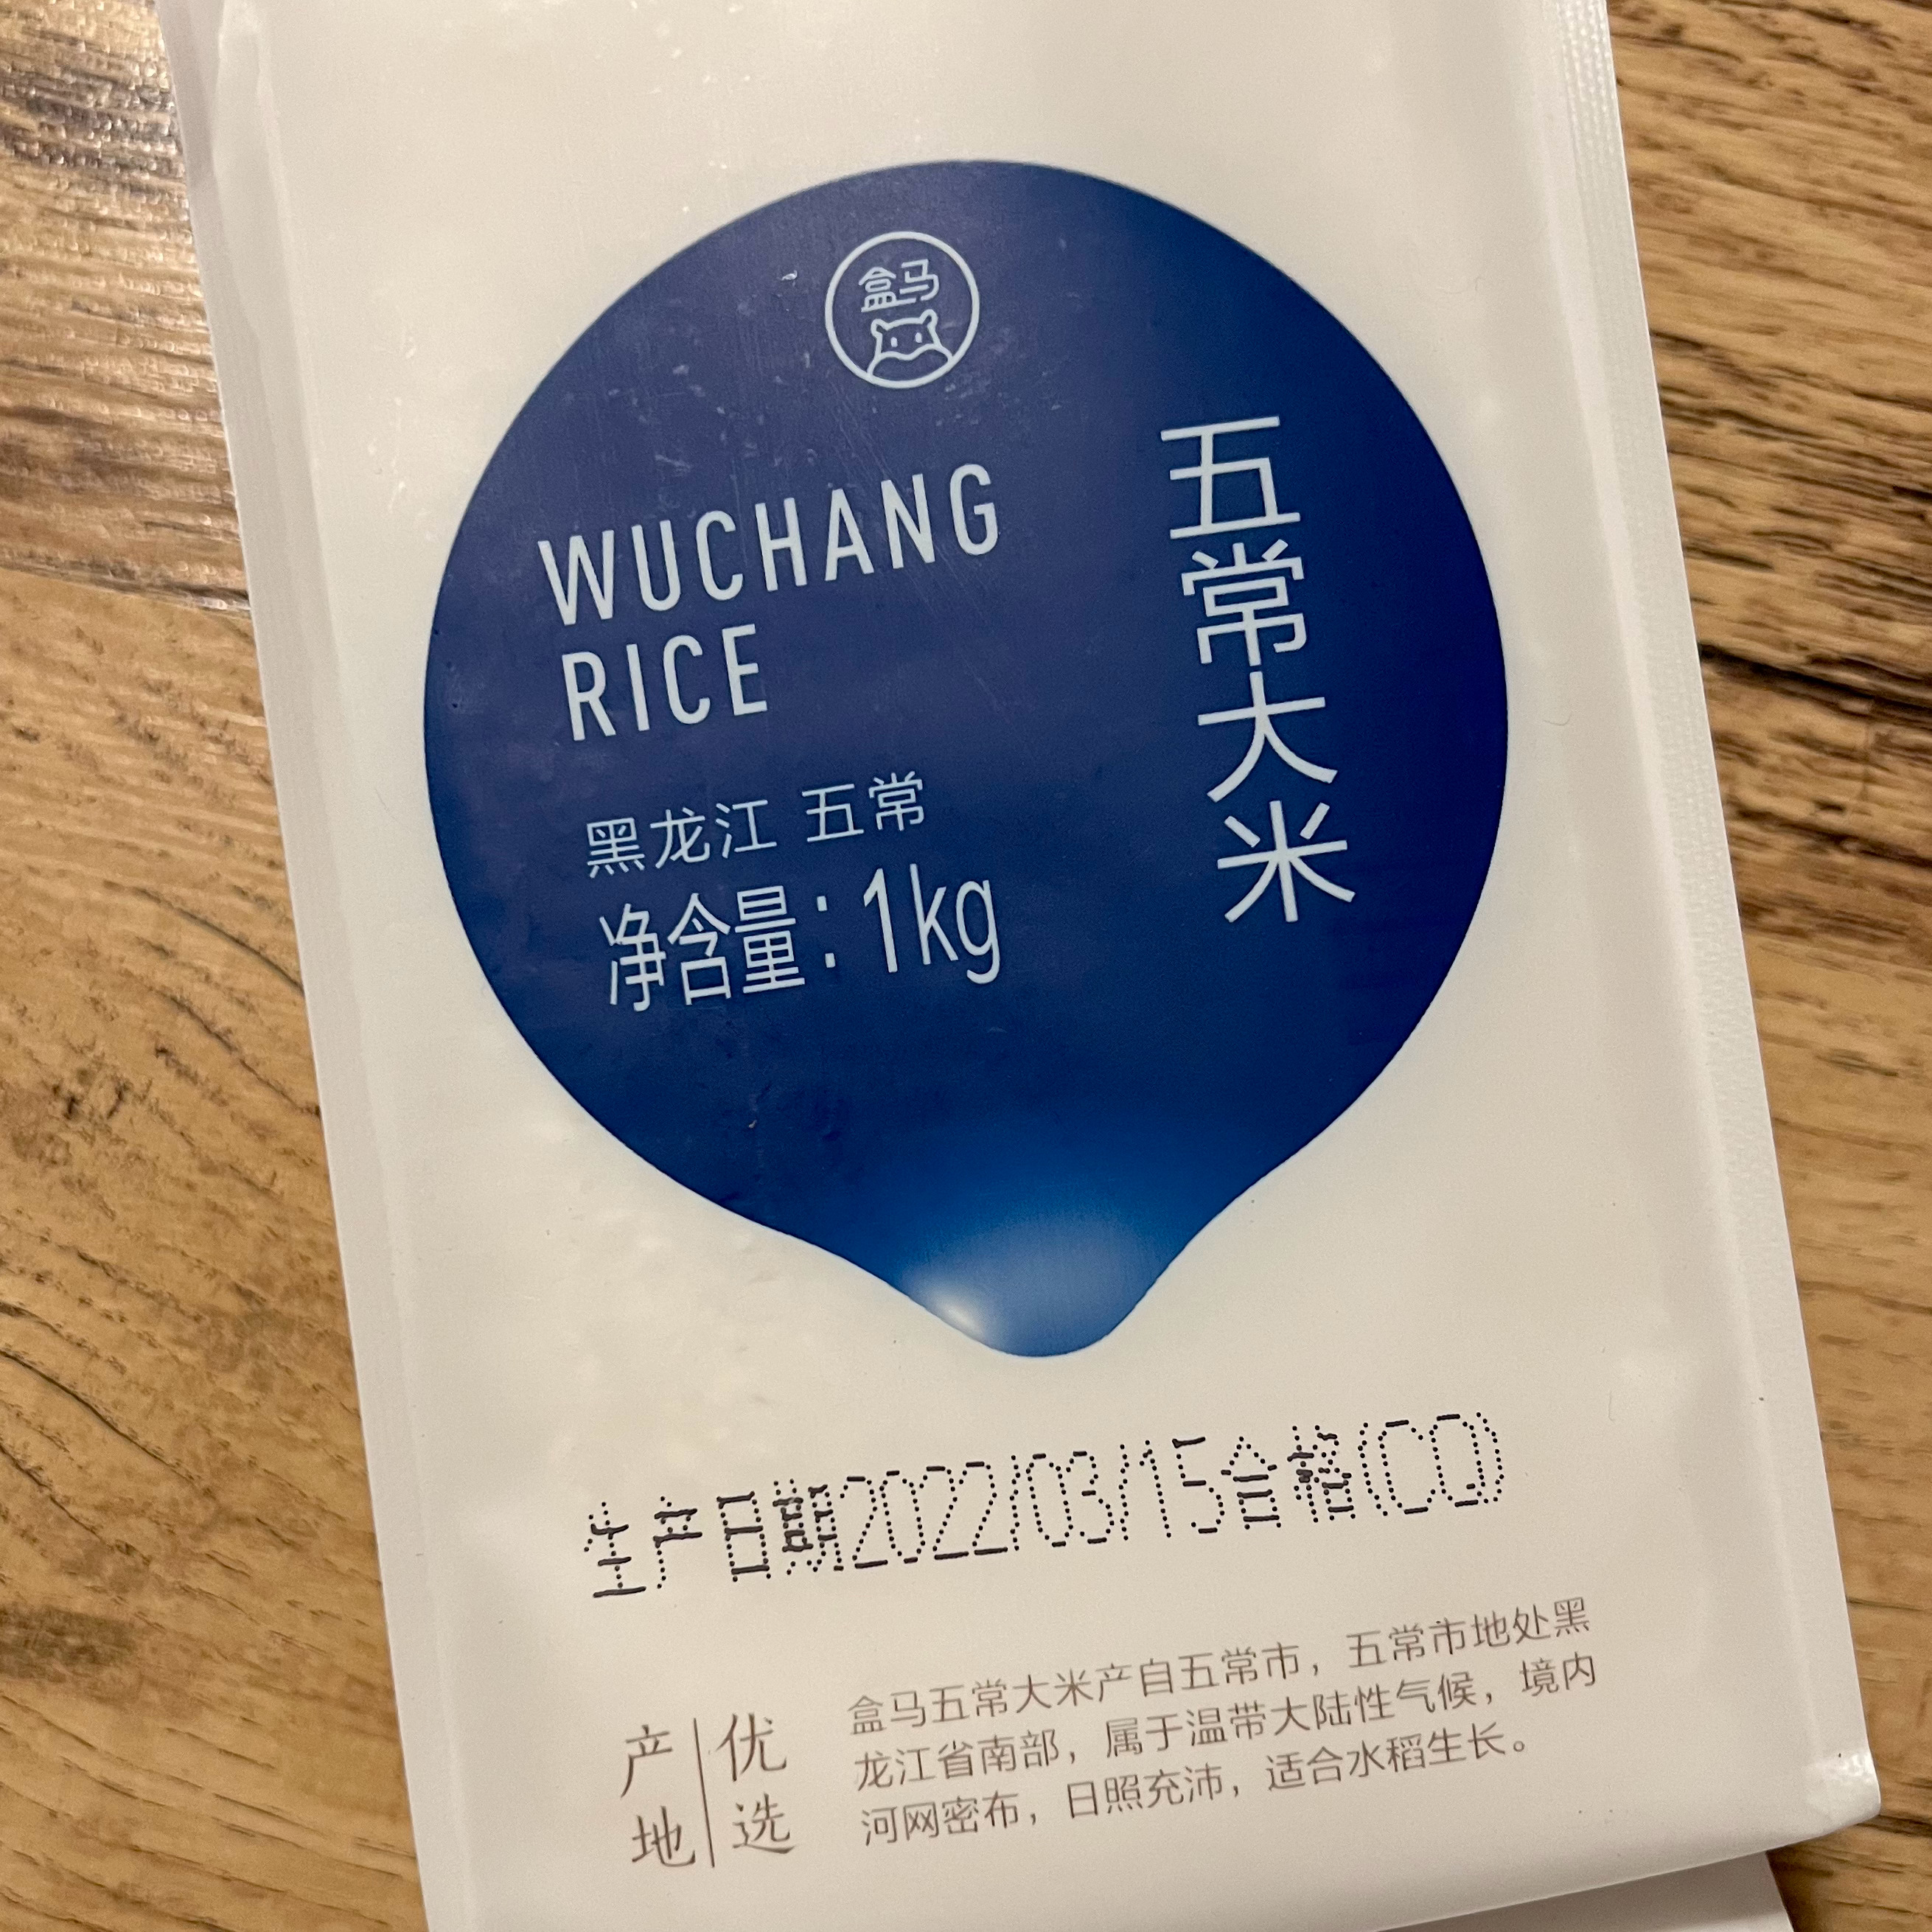 盒马
WUCHANG
RICE
黑龙江 五常
净含量：1kg
五常大米
生产日期2022/03/15合格(CQ)
产地
优选
盒马五常大米产自五常市，五常市地处黑
龙江省南部，属于温带大陆性气候，境内
河网密布，日照充沛，适合水稻生长。